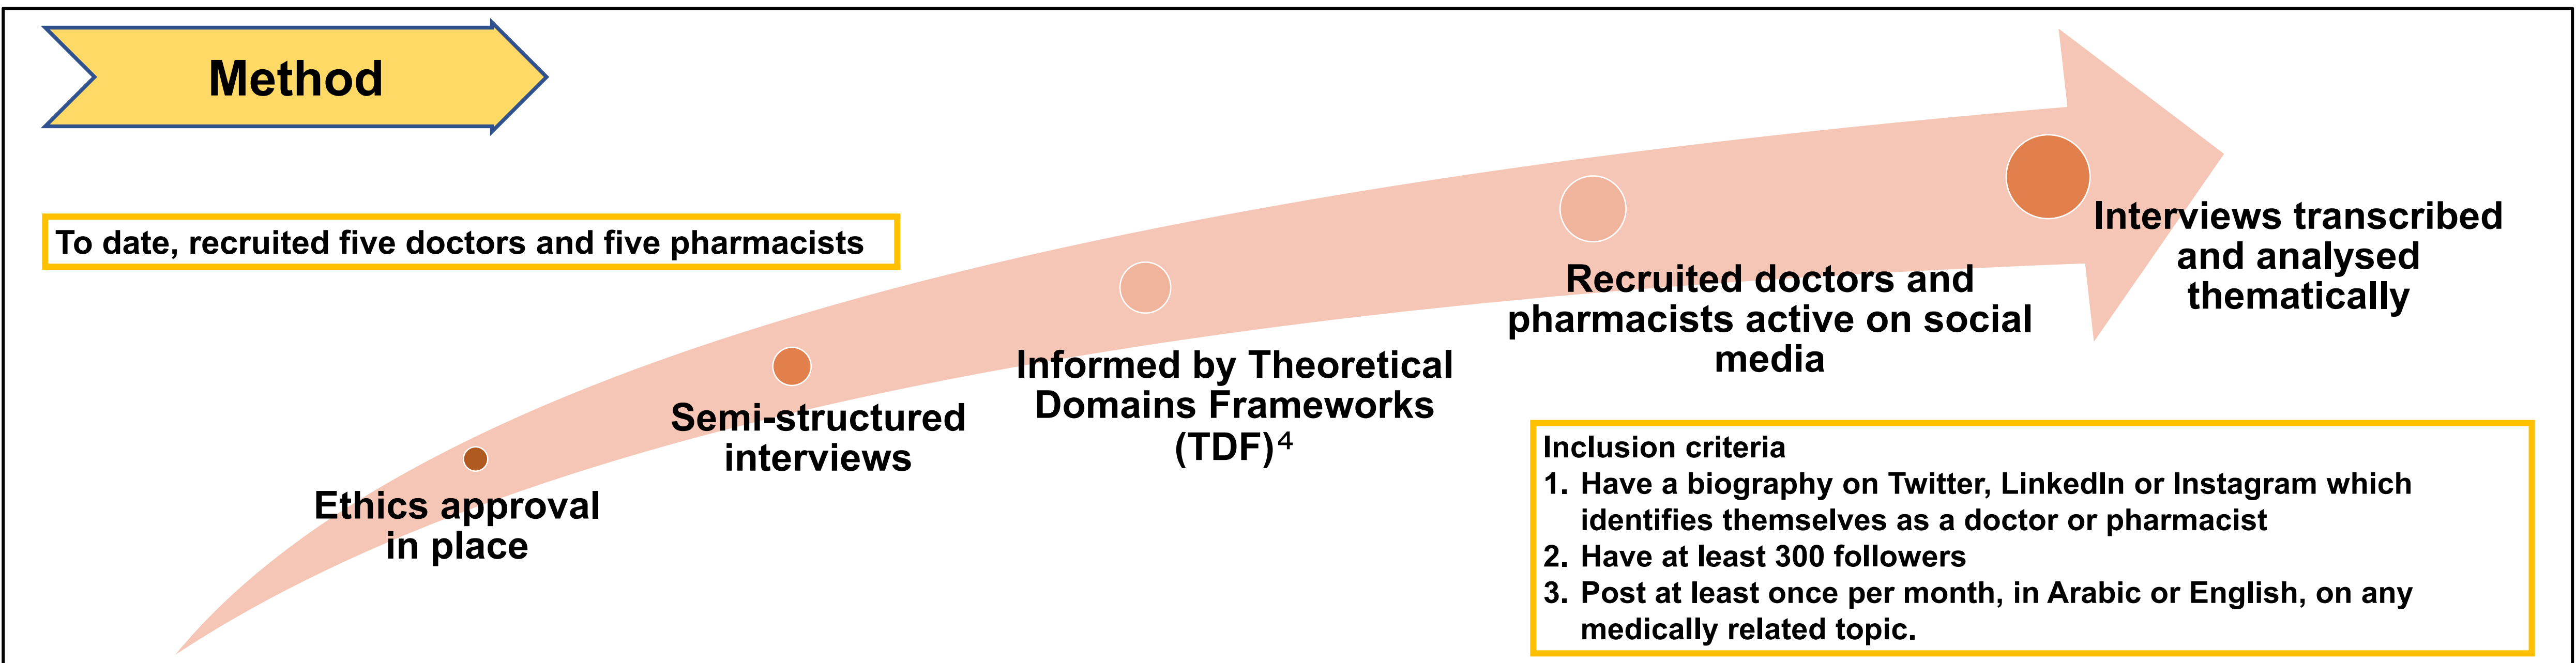 Method
To date, recruited five doctors and five pharmacists
Ethics approval
in place
Semi-structured
interviews
Informed by Theoretical
Domains Frameworks
(TDF)⁴
Recruited doctors and
pharmacists active on social
media
Interviews transcribed
and analysed
thematically
Inclusion criteria
1. Have a biography on Twitter, LinkedIn or Instagram which
identifies themselves as a doctor or pharmacist
2. Have at least 300 followers
3. Post at least once per month, in Arabic or English, on any
medically related topic.